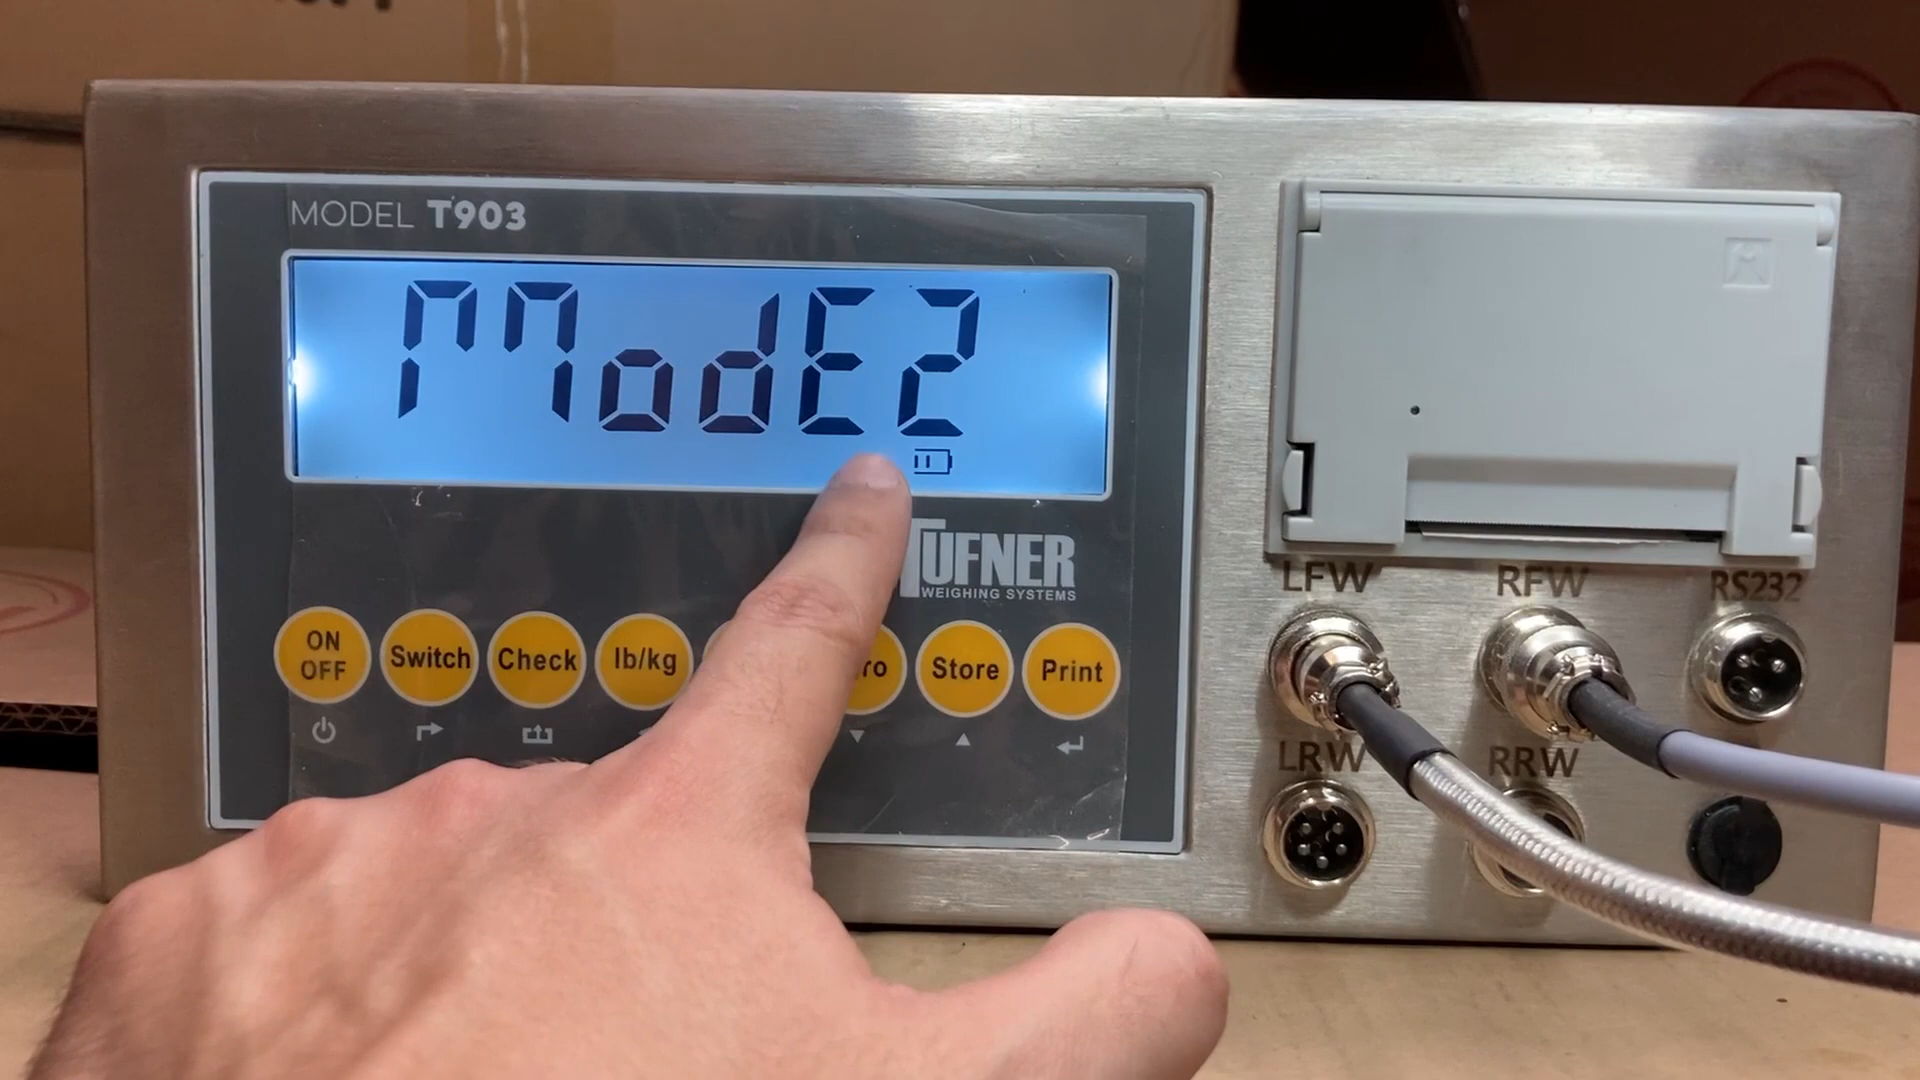 MODEL T903
ModE2
TUFNER
WEIGHING SYSTEMS
ON
OFF
Switch
Check
lb/kg
Store
Print
LFW
RFW
RS232
LRW
RRW